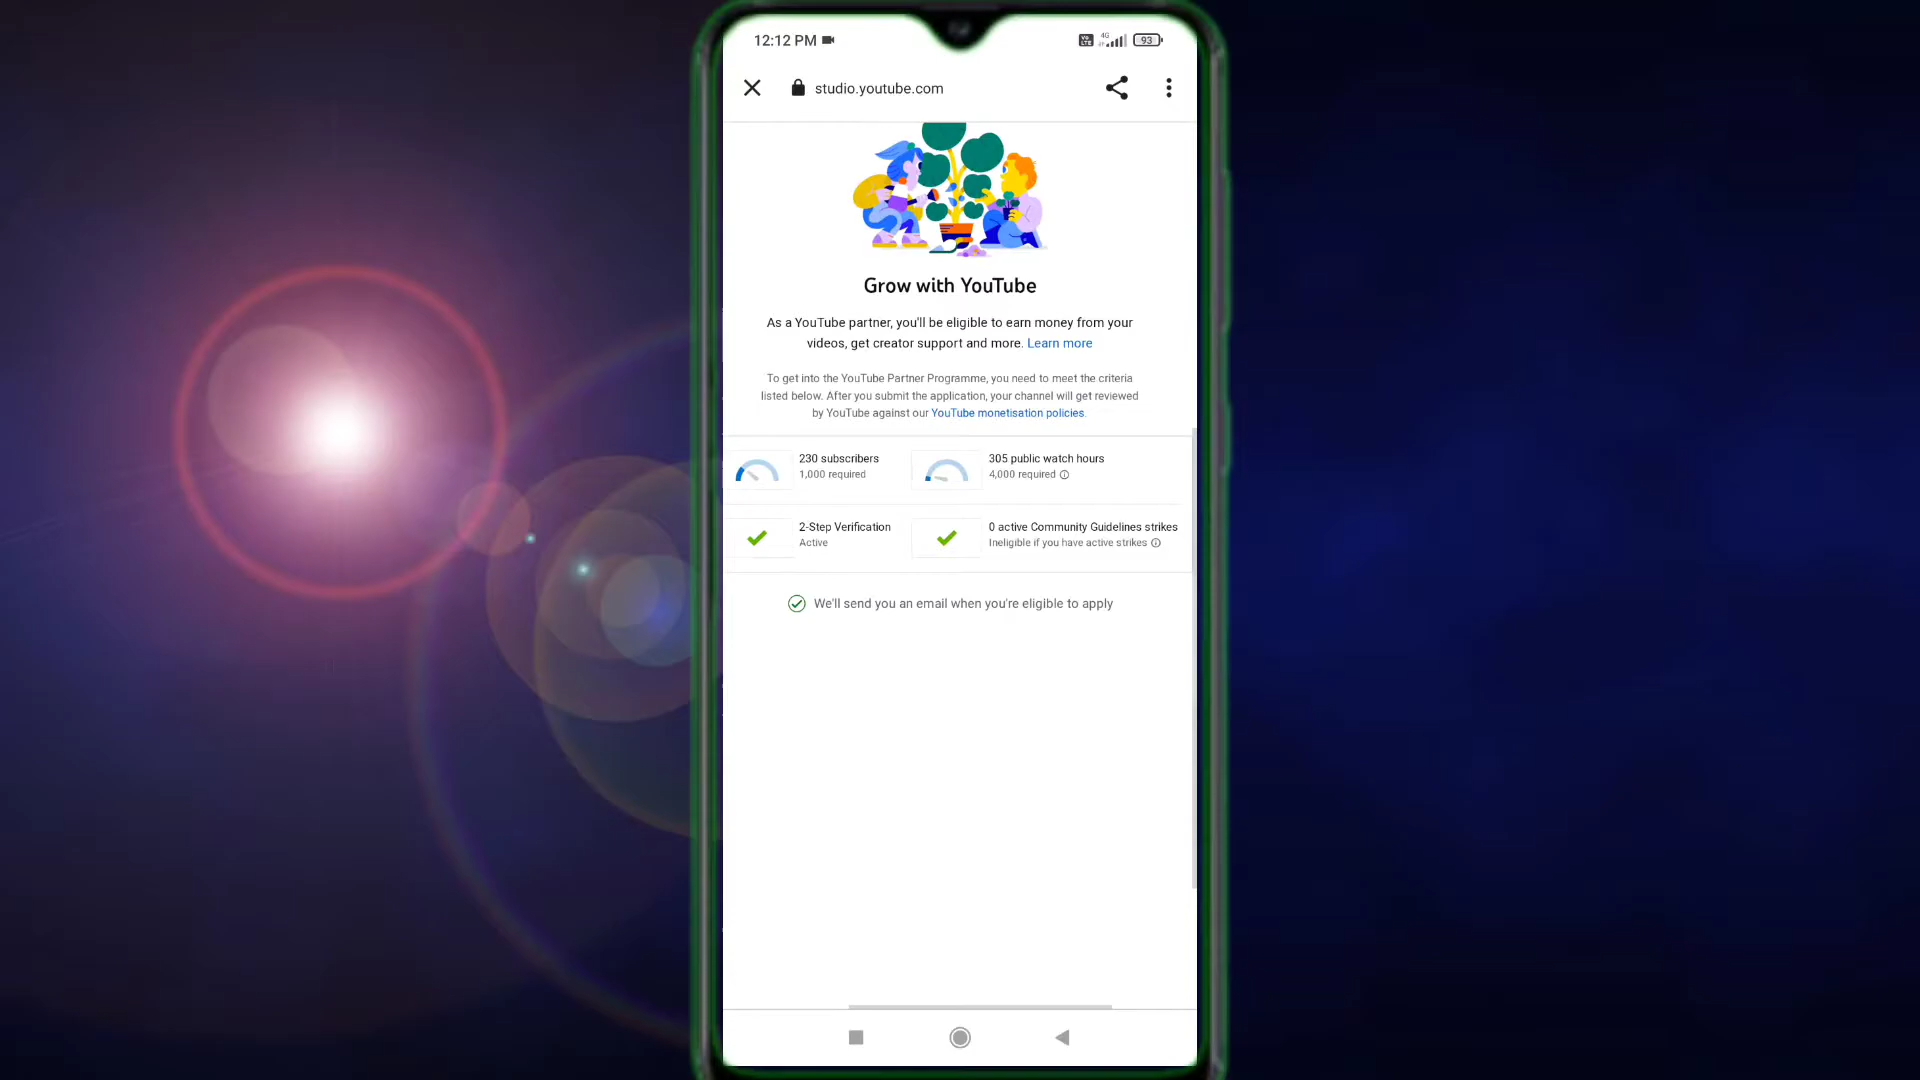 12:12 PM
Vo LTE 4G 93
studio.youtube.com
Grow with YouTube
As a YouTube partner, you'll be eligible to earn money from your
videos, get creator support and more. Learn more
To get into the YouTube Partner Programme, you need to meet the criteria
listed below. After you submit the application, your channel will get reviewed
by YouTube against our YouTube monetisation policies.
230 subscribers
1,000 required
305 public watch hours
4,000 required
2-Step Verification
Active
0 active Community Guidelines strikes
Ineligible if you have active strikes
We'll send you an email when you're eligible to apply